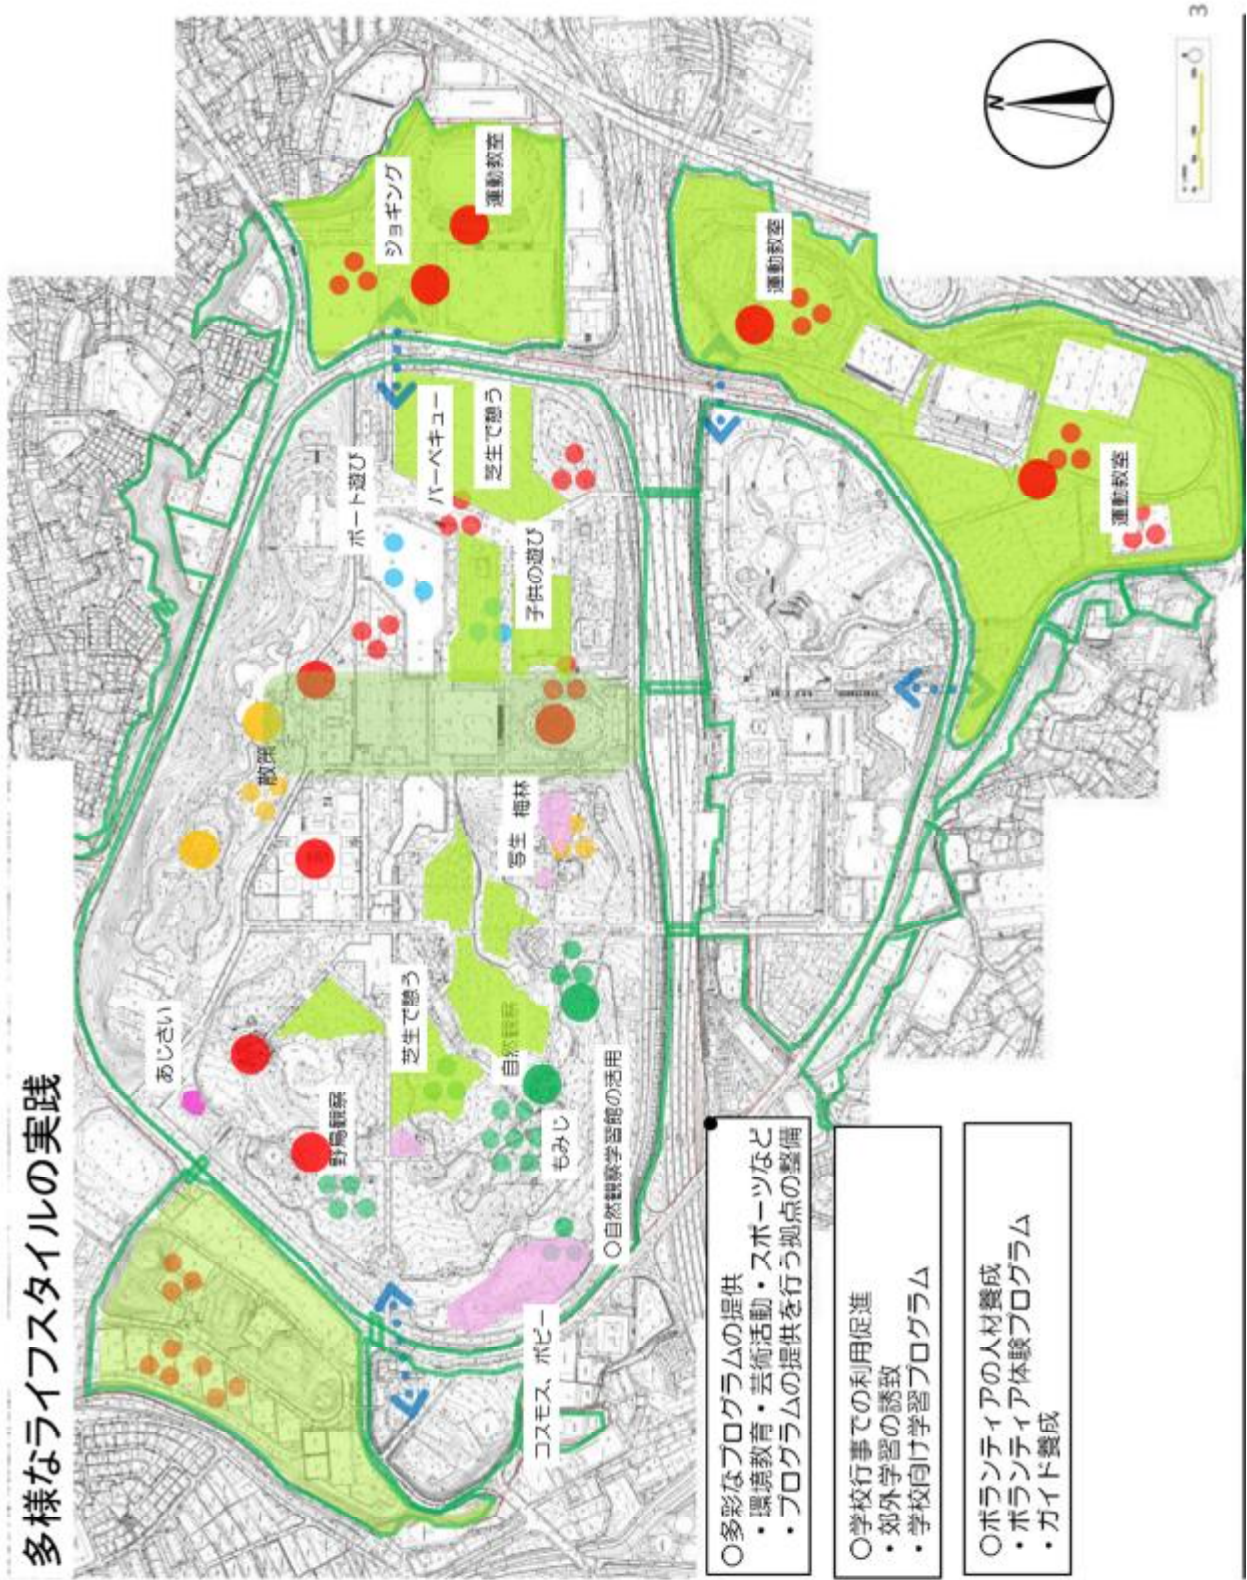 多様なライフスタイルの実践
あじさい
野鳥観察
芝生で憩う
自然観察
もみじ
○自然観察学習館の活用
コスモス、ポピー
散策
写生
梅林
ボート遊び
バーベキュー
芝生で憩う
子供の遊び
ジョギング
運動教室
運動教室
運動教室
N
○多彩なプログラムの提供
・環境教育・芸術活動・スポーツなど
・プログラムの提供を行う拠点の整備
○学校行事での利用促進
・郊外学習の誘致
・学校向け学習プログラム
○ボランティアの人材養成
・ボランティア体験プログラム
・ガイド養成
3